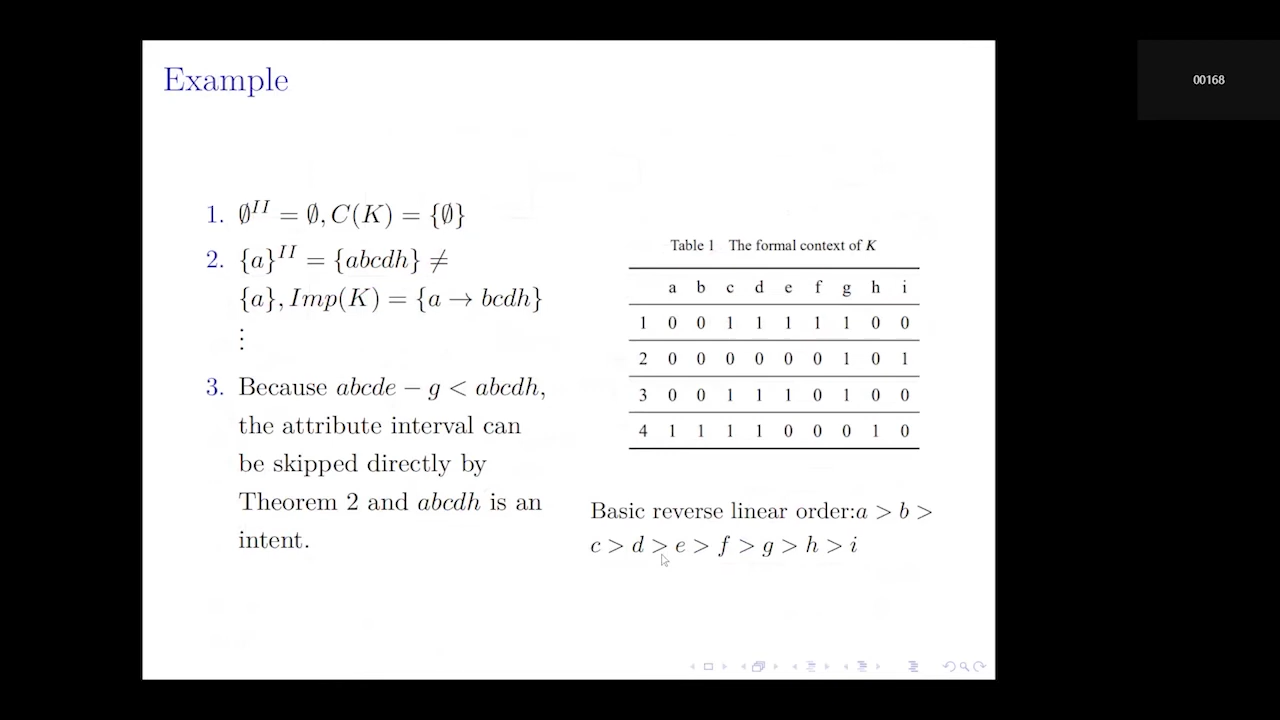 Example
1. ∅^{II} = ∅, C(K) = {∅}
2. {a}^{II} = {abcdh} ≠
{a}, Imp(K) = {a → bcdh}
⋮
3. Because abcde − g < abcdh,
the attribute interval can
be skipped directly by
Theorem 2 and abcdh is an
intent.
Table 1 The formal context of K
a b c d e f g h i
1 0 0 1 1 1 1 1 0 0
2 0 0 0 0 0 0 1 0 1
3 0 0 1 1 1 0 1 0 0
4 1 1 1 1 0 0 0 1 0
Basic reverse linear order:a > b >
c > d > e > f > g > h > i
00168